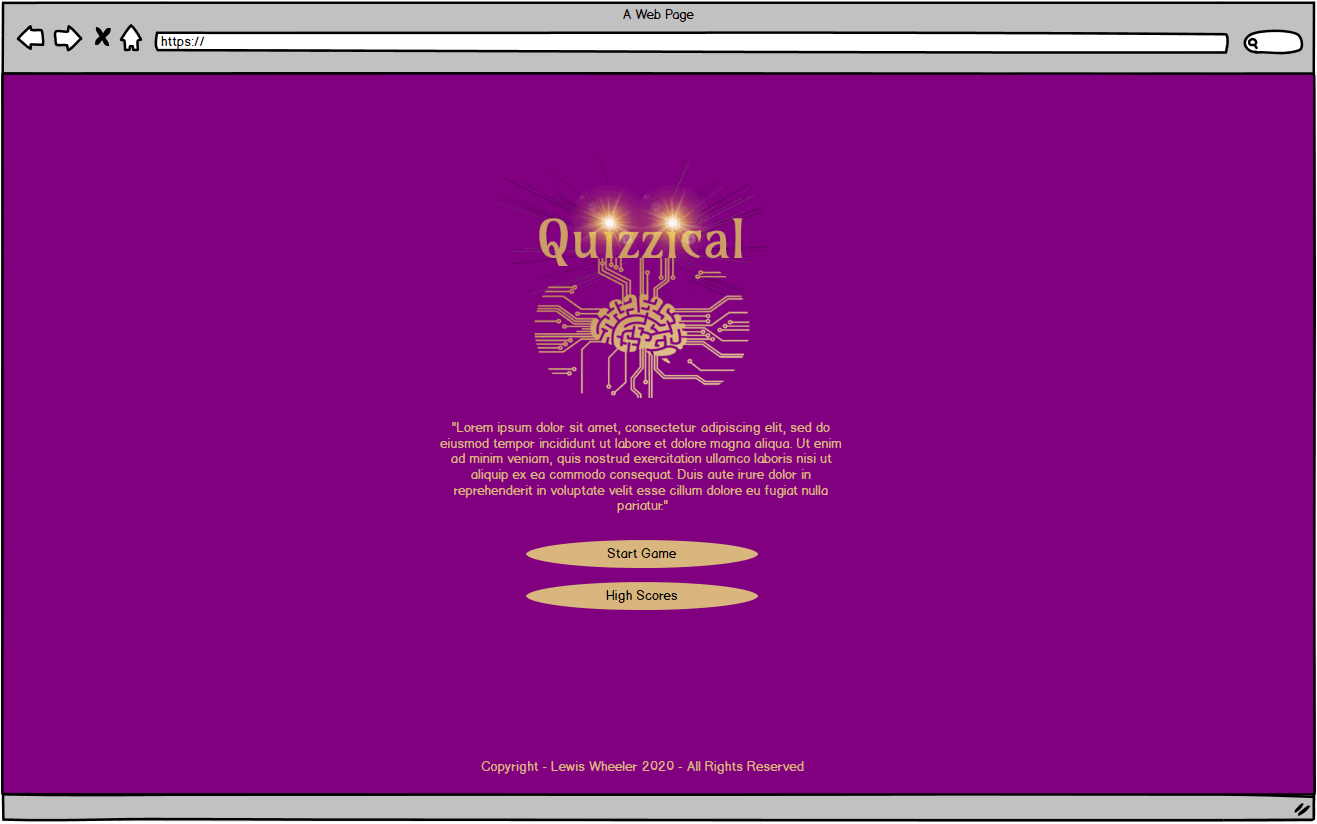 A Web Page
https://
Quizzical
"Lorem ipsum dolor sit amet, consectetur adipiscing elit, sed do
eiusmod tempor incididunt ut labore et dolore magna aliqua. Ut enim
ad minim veniam, quis nostrud exercitation ullamco laboris nisi ut
aliquip ex ea commodo consequat. Duis aute irure dolor in
reprehenderit in voluptate velit esse cillum dolore eu fugiat nulla
pariatur."
Start Game
High Scores
Copyright - Lewis Wheeler 2020 - All Rights Reserved